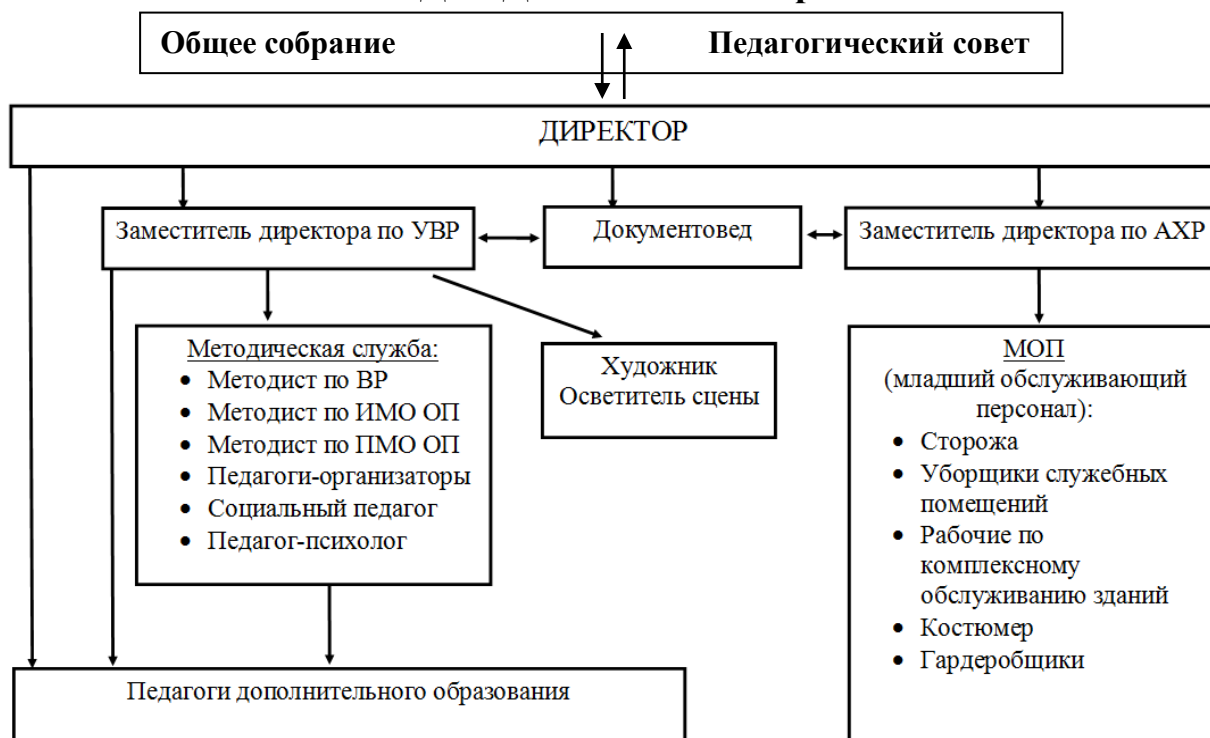 Общее собрание Педагогический совет
ДИРЕКТОР
Заместитель директора по УВР
Документовед
Заместитель директора по АХР
Методическая служба:
• Методист по ВР
• Методист по ИМО ОП
• Методист по ПМО ОП
• Педагоги-организаторы
• Социальный педагог
• Педагог-психолог
Художник
Осветитель сцены
МОП
(младший обслуживающий
персонал):
• Сторожа
• Уборщики служебных
помещений
• Рабочие по
комплексному
обслуживанию зданий
• Костюмер
• Гардеробщики
Педагоги дополнительного образования